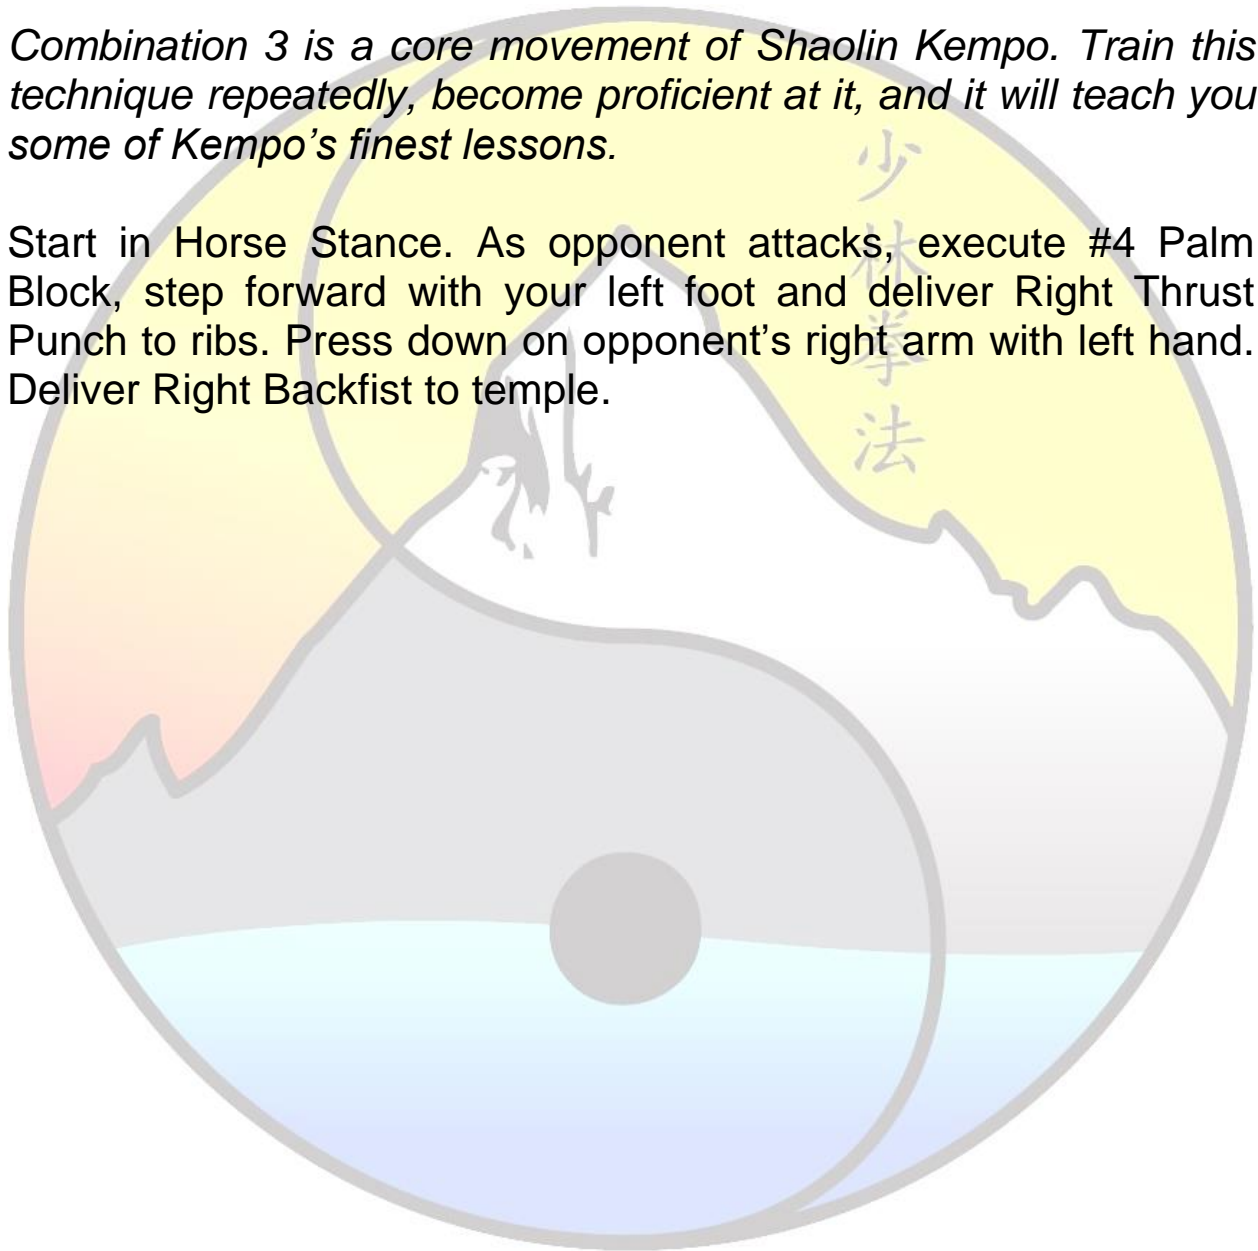 Combination 3 is a core movement of Shaolin Kempo. Train this
technique repeatedly, become proficient at it, and it will teach you
some of Kempo’s finest lessons.
Start in Horse Stance. As opponent attacks, execute #4 Palm
Block, step forward with your left foot and deliver Right Thrust
Punch to ribs. Press down on opponent’s right arm with left hand.
Deliver Right Backfist to temple.
少林拳法